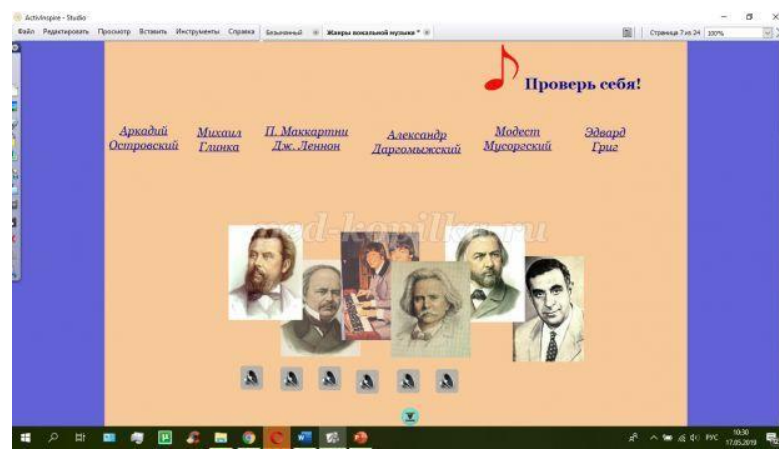 ActivInspire - Studio
Файл Редактировать Просмотр Вставить Инструменты Справка Безымянный Жанры вокальной музыки * Страница 7 из 24 100%
Проверь себя!
Аркадий Островский
Михаил Глинка
П. Маккартни Дж. Леннон
Александр Даргомыжский
Модест Мусоргский
Эдвард Григ
ped-kopilka.ru
РУС 10:30
17.05.2019